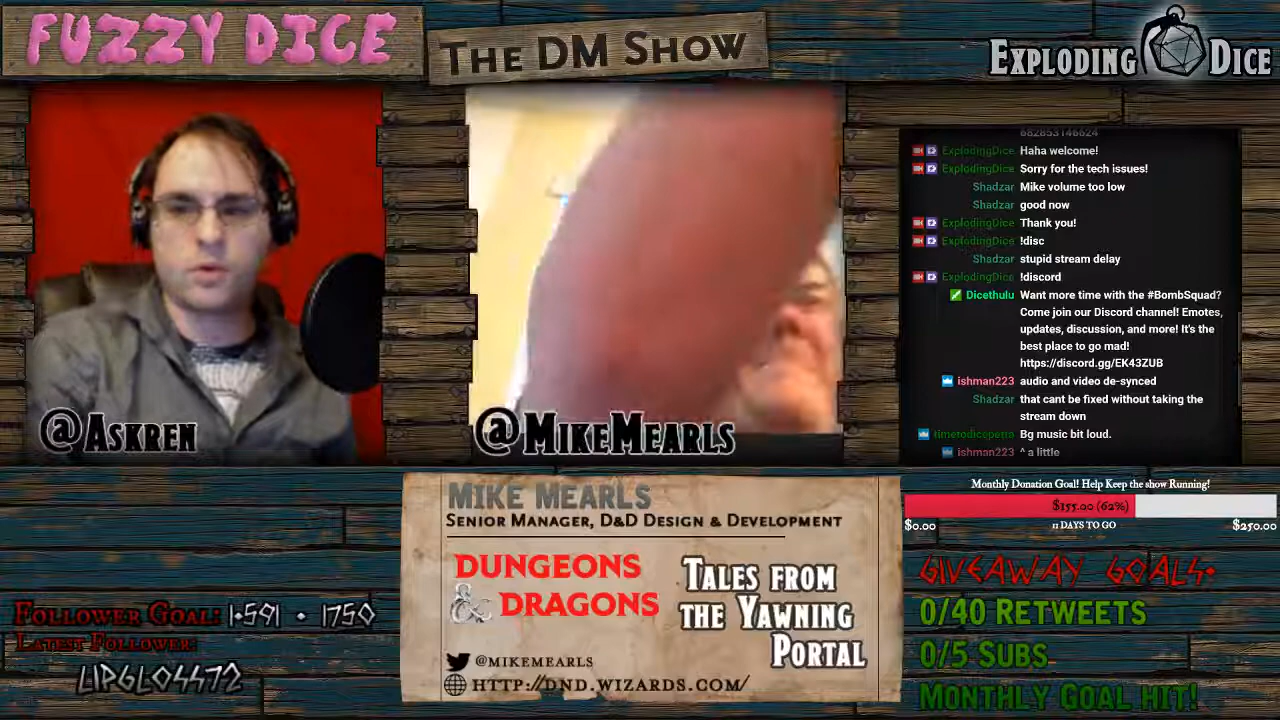 FUZZY DICE
THE DM SHOW
EXPLODING DICE
@ASKREN
@MIKEMEARLS
682853146624
ExplodingDice Haha welcome!
ExplodingDice Sorry for the tech issues!
Shadzar Mike volume too low
Shadzar good now
ExplodingDice Thank you!
ExplodingDice !disc
Shadzar stupid stream delay
ExplodingDice !discord
Dicethulu Want more time with the #BombSquad?
Come join our Discord channel! Emotes,
updates, discussion, and more! It's the
best place to go mad!
https://discord.gg/EK43ZUB
ishman223 audio and video de-synced
Shadzar that cant be fixed without taking the
stream down
Bg music bit loud.
ishman223 ^ a little
Monthly Donation Goal! Help Keep the show Running!
$155.00 (62%)
$0.00 11 DAYS TO GO $250.00
GIVEAWAY GOALS:
0/40 RETWEETS
0/5 SUBS
MONTHLY GOAL HIT!
MIKE MEARLS
SENIOR MANAGER, D&D DESIGN & DEVELOPMENT
DUNGEONS
& DRAGONS
TALES FROM
THE YAWNING
PORTAL
@MIKEMEARLS
HTTP://DND.WIZARDS.COM/
FOLLOWER GOAL: 1591 - 1750
LATEST FOLLOWER:
LIPGLOSS72